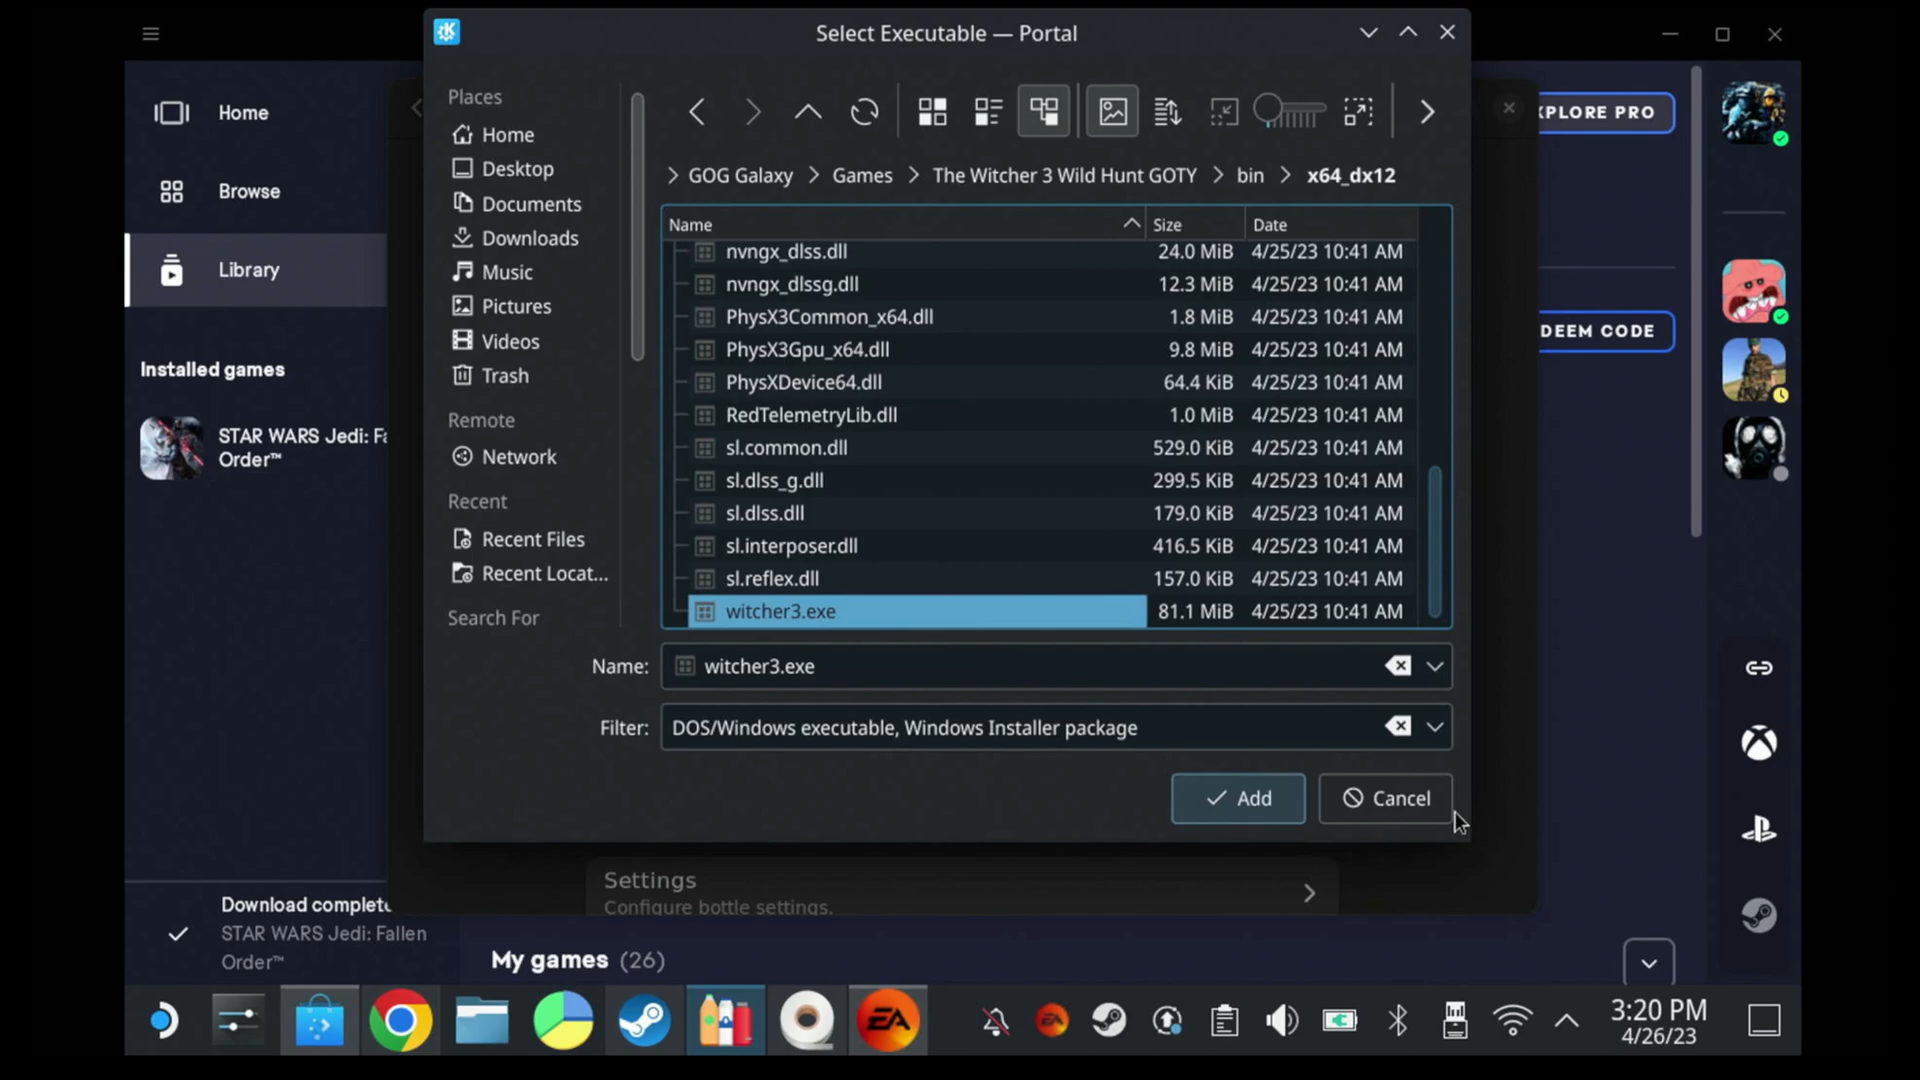 Select Executable — Portal
Home
Browse
Library
Installed games
STAR WARS Jedi: Fa
Order™
Download complete
STAR WARS Jedi: Fallen
Order™
Places
Home
Desktop
Documents
Downloads
Music
Pictures
Videos
Trash
Remote
Network
Recent
Recent Files
Recent Locat...
Search For
GOG Galaxy > Games > The Witcher 3 Wild Hunt GOTY > bin > x64_dx12
Name Size Date
nvngx_dlss.dll 24.0 MiB 4/25/23 10:41 AM
nvngx_dlssg.dll 12.3 MiB 4/25/23 10:41 AM
PhysX3Common_x64.dll 1.8 MiB 4/25/23 10:41 AM
PhysX3Gpu_x64.dll 9.8 MiB 4/25/23 10:41 AM
PhysXDevice64.dll 64.4 KiB 4/25/23 10:41 AM
RedTelemetryLib.dll 1.0 MiB 4/25/23 10:41 AM
sl.common.dll 529.0 KiB 4/25/23 10:41 AM
sl.dlss_g.dll 299.5 KiB 4/25/23 10:41 AM
sl.dlss.dll 179.0 KiB 4/25/23 10:41 AM
sl.interposer.dll 416.5 KiB 4/25/23 10:41 AM
sl.reflex.dll 157.0 KiB 4/25/23 10:41 AM
witcher3.exe 81.1 MiB 4/25/23 10:41 AM
Name: witcher3.exe
Filter: DOS/Windows executable, Windows Installer package
Add Cancel
XPLORE PRO
DEEM CODE
Settings
Configure bottle settings.
My games (26)
EA
EA
3:20 PM
4/26/23